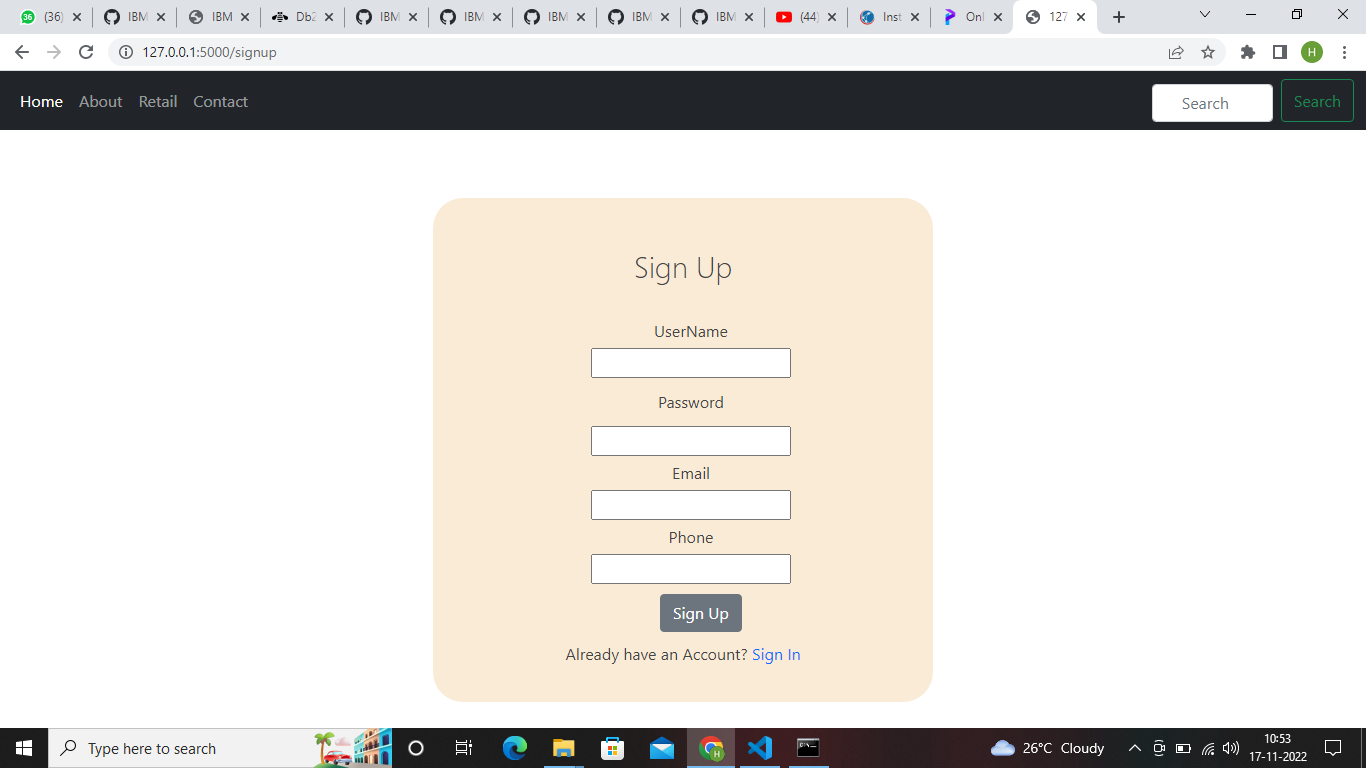 36 (36) IBM IBM Db2 IBM IBM IBM IBM IBM (44) Inst Onl 127
127.0.0.1:5000/signup H
Home About Retail Contact Search Search
Sign Up
UserName
Password
Email
Phone
Sign Up
Already have an Account? Sign In
Type here to search H 26°C Cloudy 10:53
17-11-2022